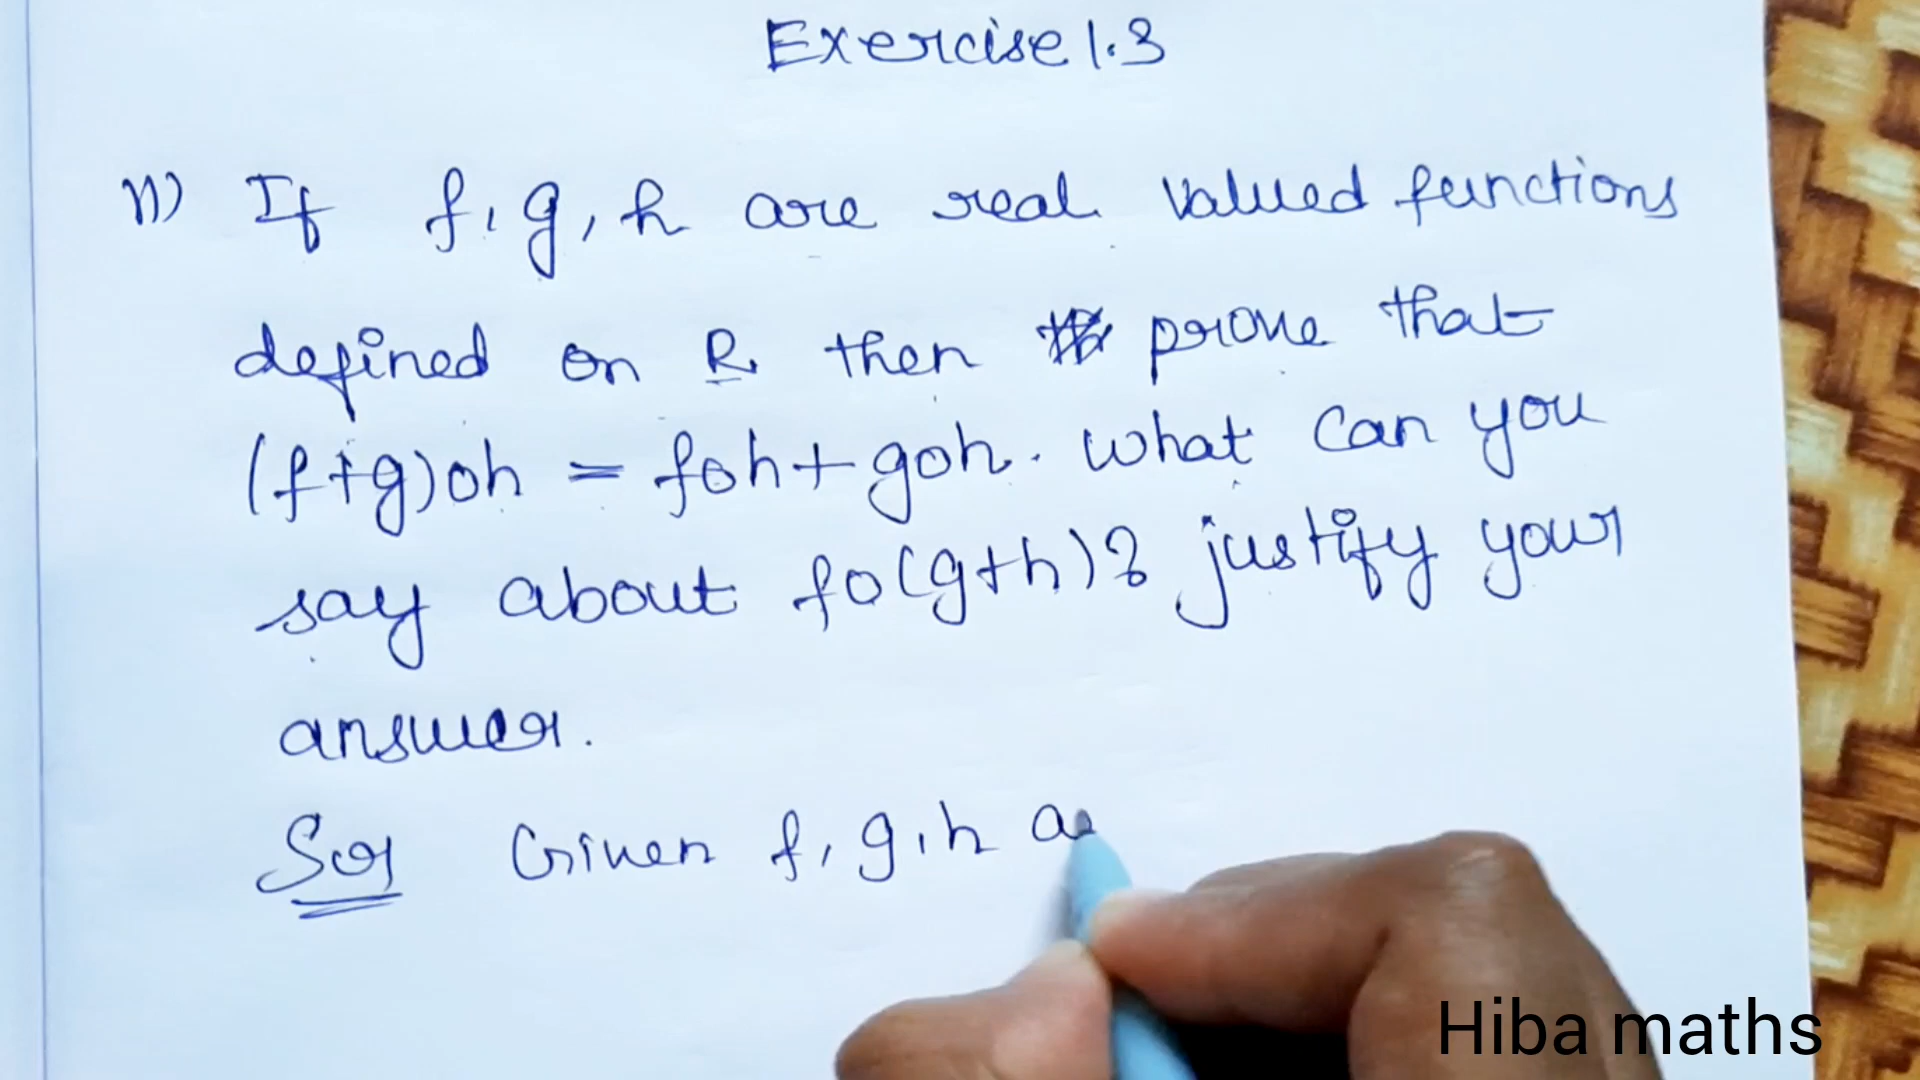 Exercise 1.3
11) If f, g, h are real valued functions
defined on R then prove that
(f+g)oh = foh + goh. what can you
say about fo(g+h)? justify your
answer.
Sol Given f, g, h
Hiba maths